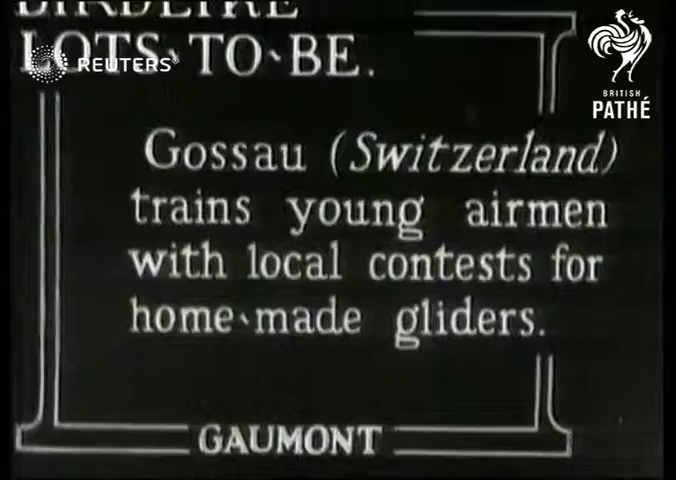 LOTS TO BE.
REUTERS
BRITISH
PATHÉ
Gossau (Switzerland)
trains young airmen
with local contests for
home-made gliders.
GAUMONT